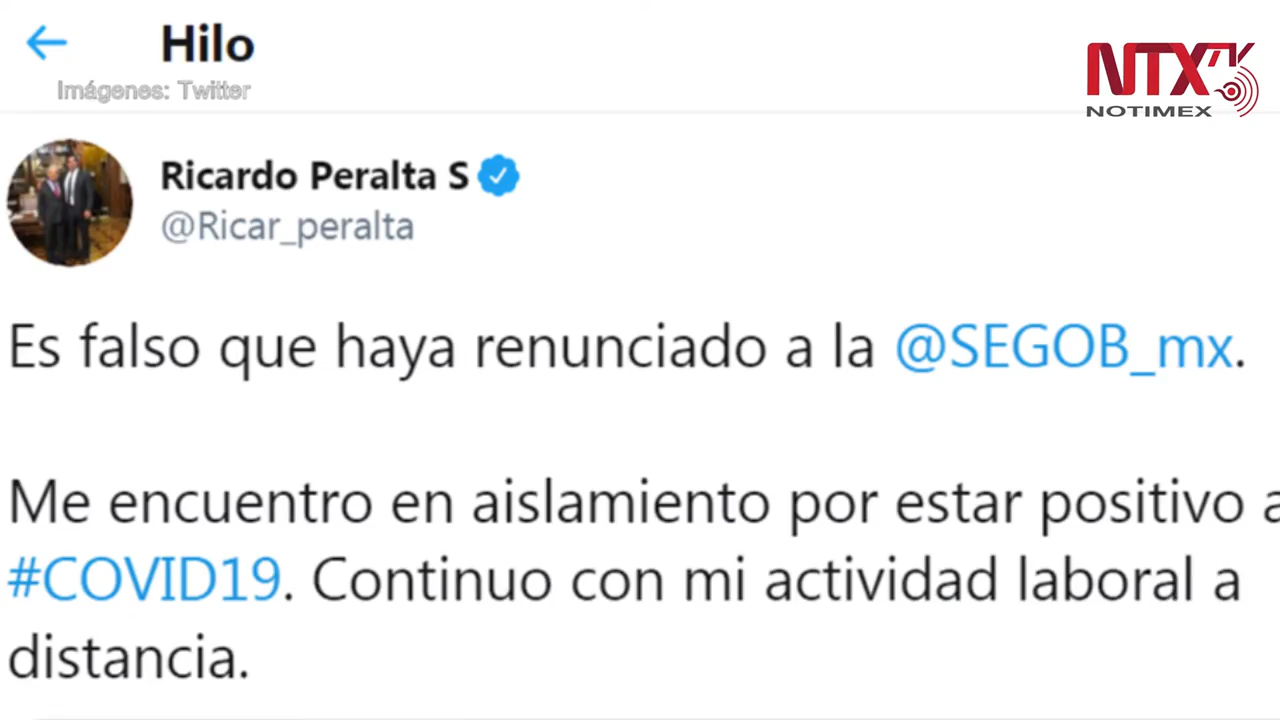 Hilo
Imágenes: Twitter
NTX
NOTIMEX
Ricardo Peralta S
@Ricar_peralta
Es falso que haya renunciado a la @SEGOB_mx.
Me encuentro en aislamiento por estar positivo a
#COVID19. Continuo con mi actividad laboral a
distancia.